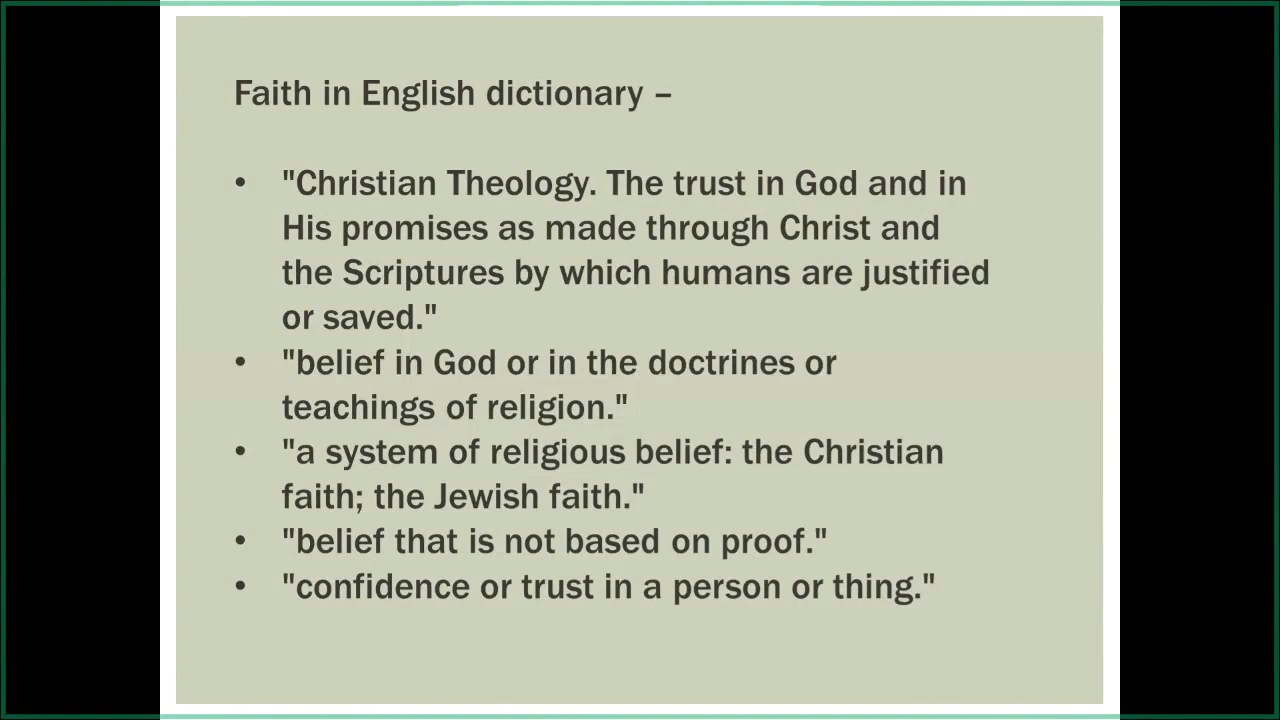 Faith in English dictionary –
• "Christian Theology. The trust in God and in
His promises as made through Christ and
the Scriptures by which humans are justified
or saved."
• "belief in God or in the doctrines or
teachings of religion."
• "a system of religious belief: the Christian
faith; the Jewish faith."
• "belief that is not based on proof."
• "confidence or trust in a person or thing."